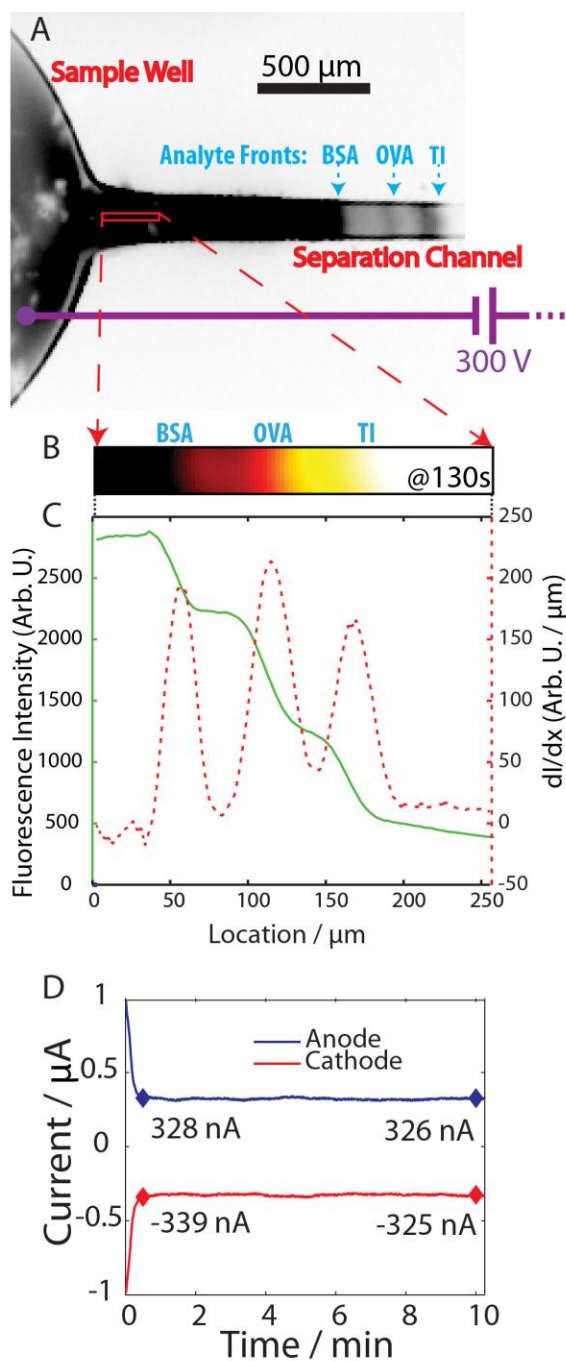 A
Sample Well
500 µm
Analyte Fronts: BSA OVA TI
Separation Channel
300 V
B
BSA OVA TI
@130s
C
Fluorescence Intensity (Arb. U.)
2500
2000
1500
1000
500
0
250
200
150
100
50
0
-50
dI/dx (Arb. U. / µm)
0 50 100 150 200 250
Location / µm
D
Current / µA
1
0.5
0
-0.5
-1
Anode
Cathode
328 nA 326 nA
-339 nA -325 nA
0 2 4 6 8 10
Time / min